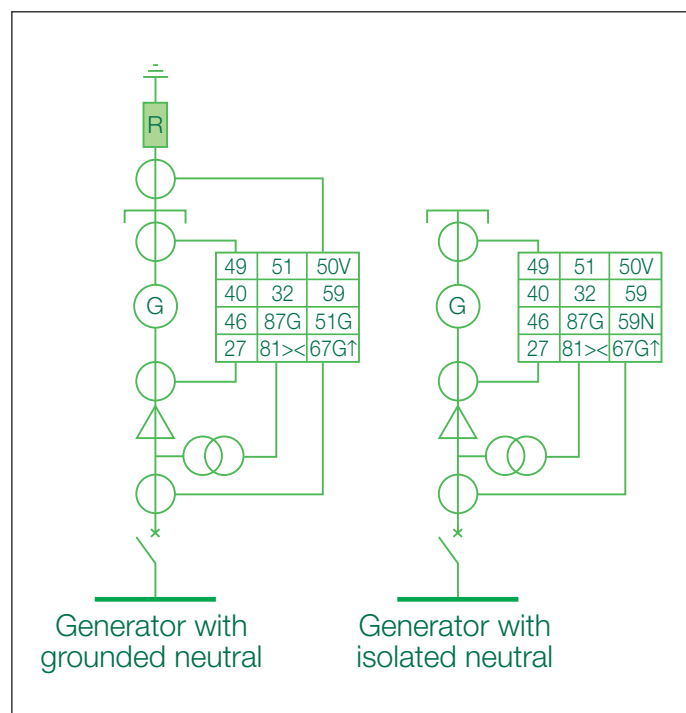 R
G
49 51 50V
40 32 59
46 87G 51G
27 81>< 67G↑
Generator with
grounded neutral
G
49 51 50V
40 32 59
46 87G 59N
27 81>< 67G↑
Generator with
isolated neutral